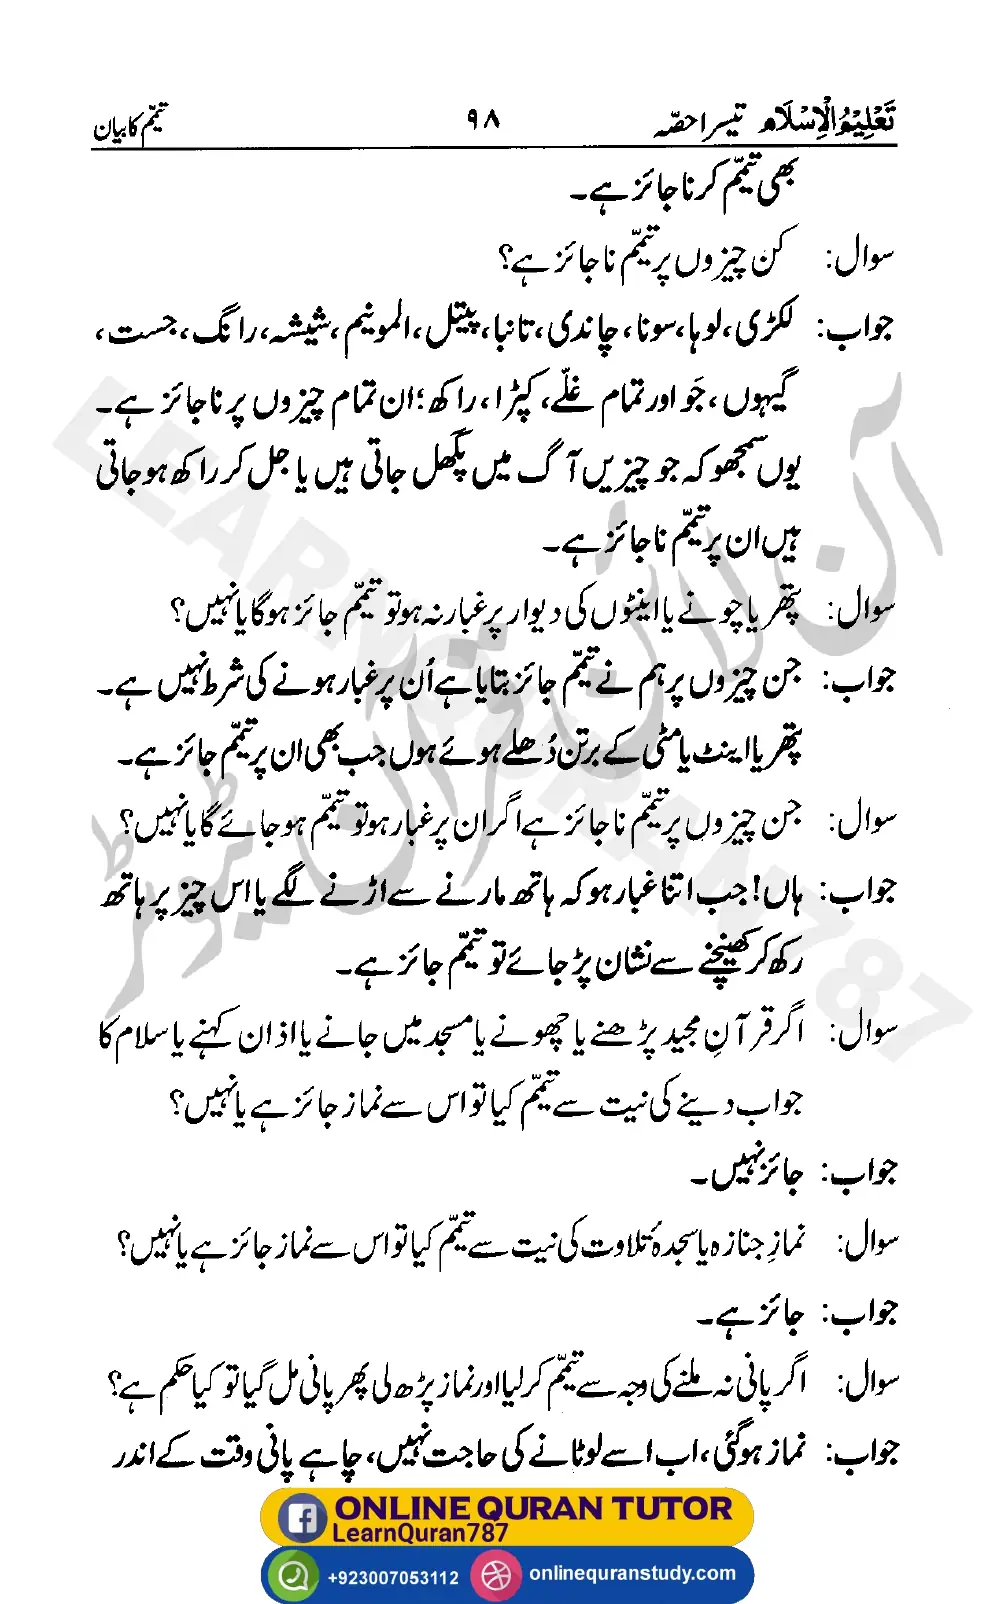 تَعْلِيْمُ الْاِسْلَام تیسرا حصّہ ۹۸ تیمّم کا بیان
بھی تیمّم کرنا جائز ہے۔
سوال: کن چیزوں پر تیمّم ناجائز ہے؟
جواب: لکڑی، لوہا، سونا، چاندی، تانبا، پیتل، المونیم، شیشہ، رانگ، جست،
گیہوں، جَو اور تمام غلّے، کپڑا، راکھ؛ ان تمام چیزوں پر ناجائز ہے۔
یوں سمجھو کہ جو چیزیں آگ میں پگھل جاتی ہیں یا جل کر راکھ ہو جاتی
ہیں ان پر تیمّم ناجائز ہے۔
سوال: پتھر یا چونے یا اینٹوں کی دیوار پر غبار نہ ہو تو تیمّم جائز ہوگا یا نہیں؟
جواب: جن چیزوں پر ہم نے تیمّم جائز بتایا ہے اُن پر غبار ہونے کی شرط نہیں ہے۔
پتھر یا اینٹ یا مٹی کے برتن دُھلے ہوئے ہوں جب بھی ان پر تیمّم جائز ہے۔
سوال: جن چیزوں پر تیمّم ناجائز ہے اگر ان پر غبار ہو تو تیمّم ہو جائے گا یا نہیں؟
جواب: ہاں! جب اتنا غبار ہو کہ ہاتھ مارنے سے اڑنے لگے یا اس چیز پر ہاتھ
رکھ کر کھینچنے سے نشان پڑ جائے تو تیمّم جائز ہے۔
سوال: اگر قرآنِ مجید پڑھنے یا چھونے یا مسجد میں جانے یا اذان کہنے یا سلام کا
جواب دینے کی نیت سے تیمّم کیا تو اس سے نماز جائز ہے یا نہیں؟
جواب: جائز نہیں۔
سوال: نمازِ جنازہ یا سجدۂ تلاوت کی نیت سے تیمّم کیا تو اس سے نماز جائز ہے یا نہیں؟
جواب: جائز ہے۔
سوال: اگر پانی نہ ملنے کی وجہ سے تیمّم کر لیا اور نماز پڑھ لی پھر پانی مل گیا تو کیا حکم ہے؟
جواب: نماز ہوگئی، اب اسے لوٹانے کی حاجت نہیں، چاہے پانی وقت کے اندر
آن لائن قرآن ٹیوٹر
LEARNQURAN787
ONLINE QURAN TUTOR
LearnQuran787
+923007053112 onlinequranstudy.com